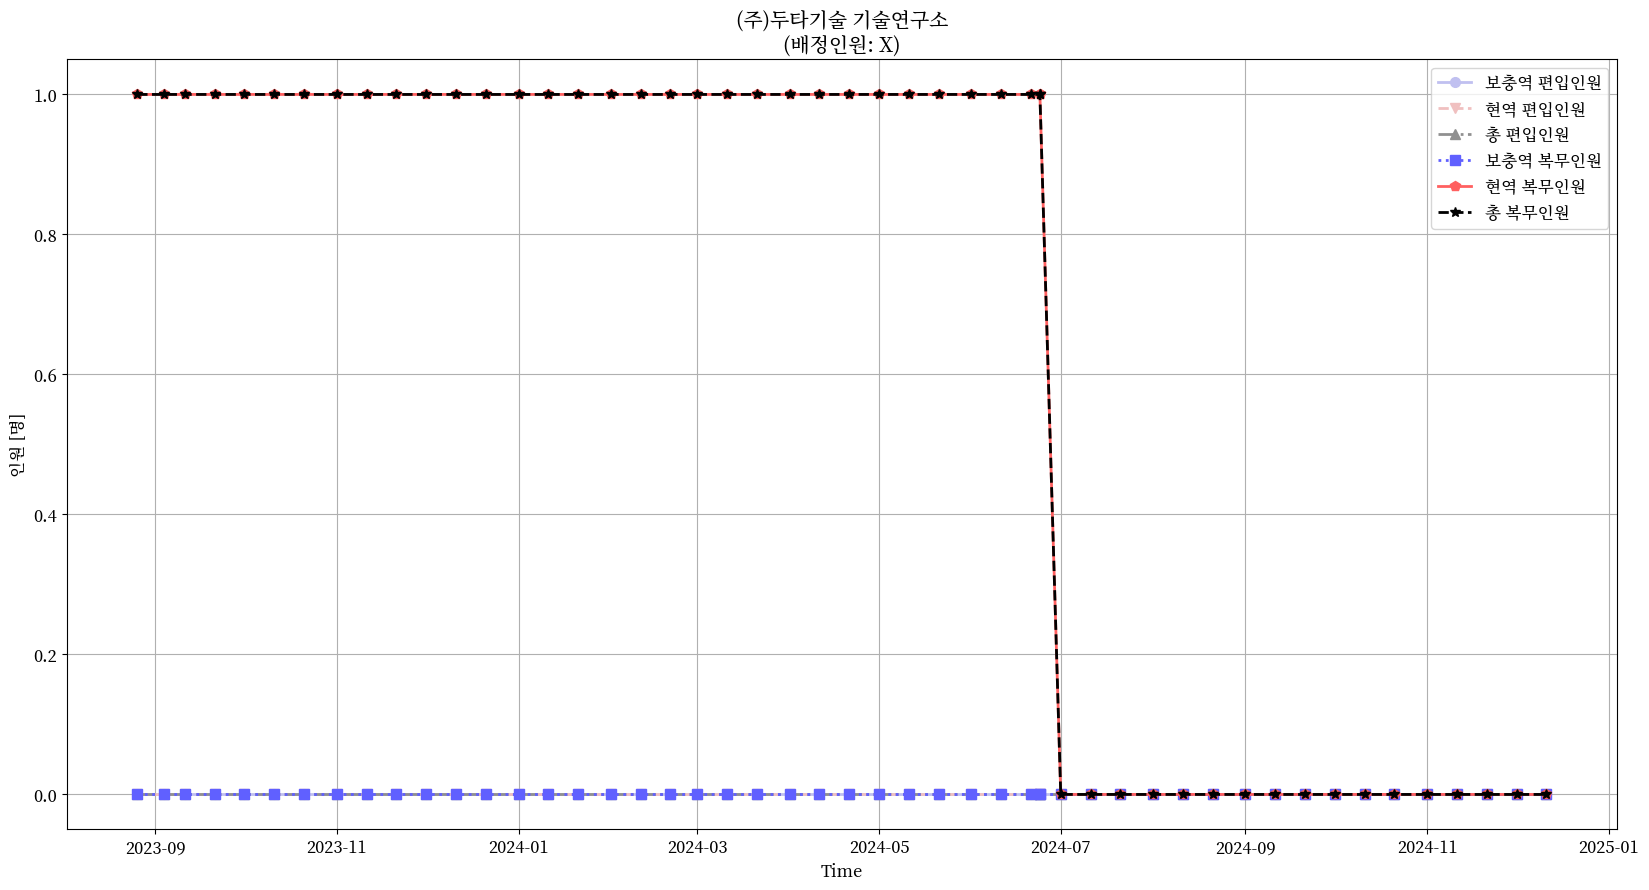 (주)두타기술 기술연구소
(배정인원: X)
보충역 편입인원
현역 편입인원
총 편입인원
보충역 복무인원
현역 복무인원
총 복무인원
1.0
0.8
0.6
0.4
0.2
0.0
인원 [명]
2023-09
2023-11
2024-01
2024-03
2024-05
2024-07
2024-09
2024-11
2025-01
Time